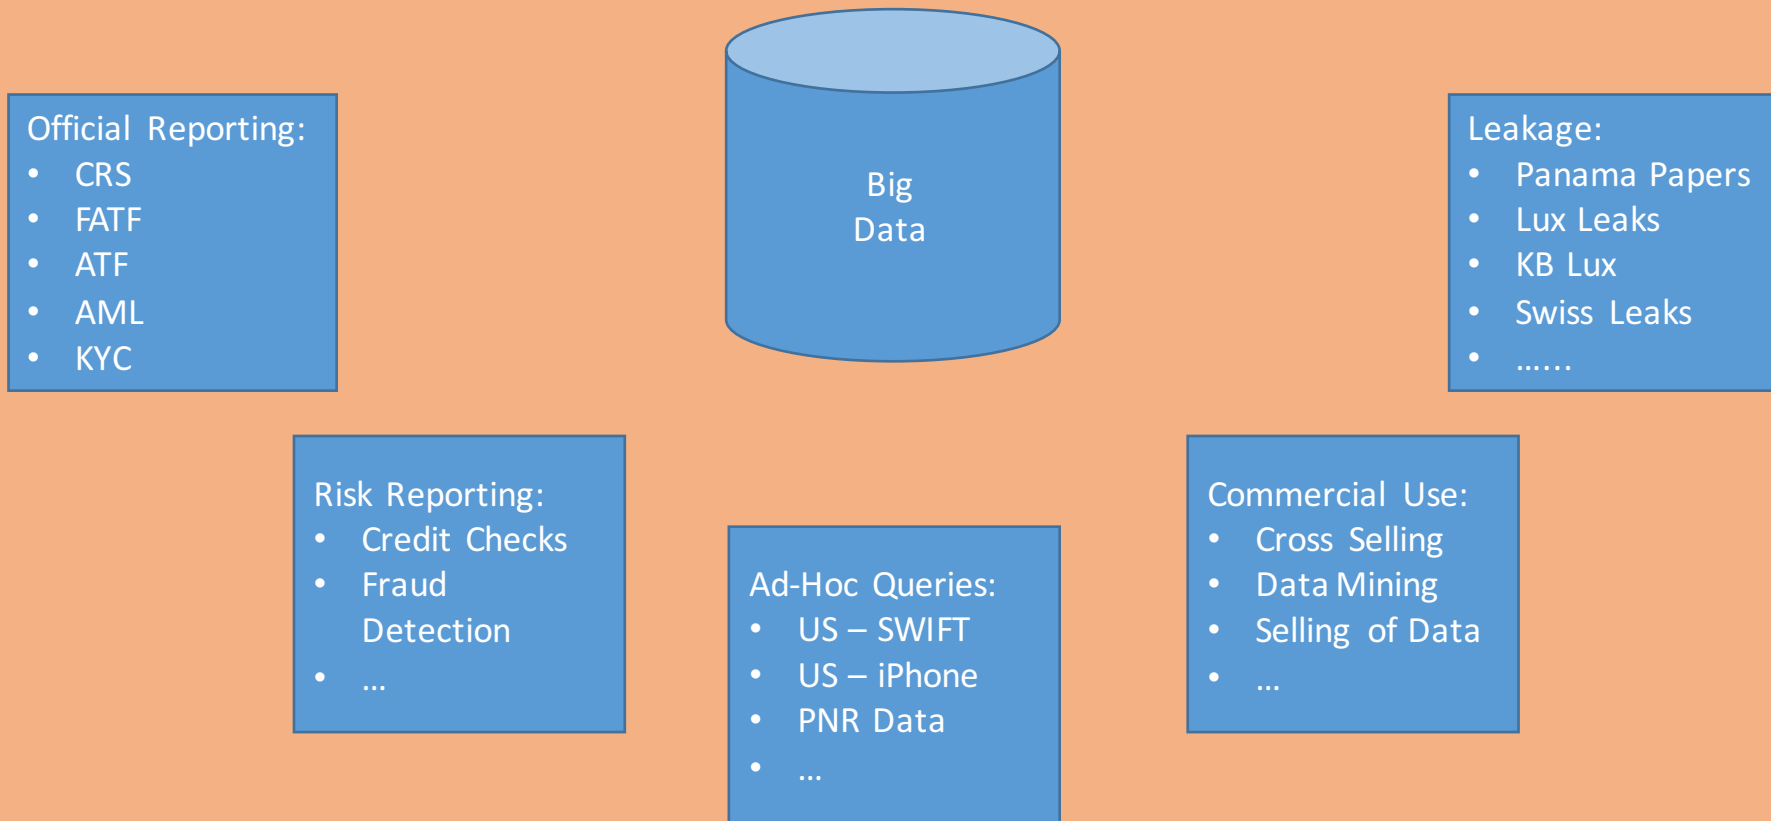 Big
Data
Official Reporting:
• CRS
• FATF
• ATF
• AML
• KYC
Leakage:
• Panama Papers
• Lux Leaks
• KB Lux
• Swiss Leaks
• ......
Risk Reporting:
• Credit Checks
• Fraud
Detection
• ...
Ad-Hoc Queries:
• US – SWIFT
• US – iPhone
• PNR Data
• ...
Commercial Use:
• Cross Selling
• Data Mining
• Selling of Data
• ...